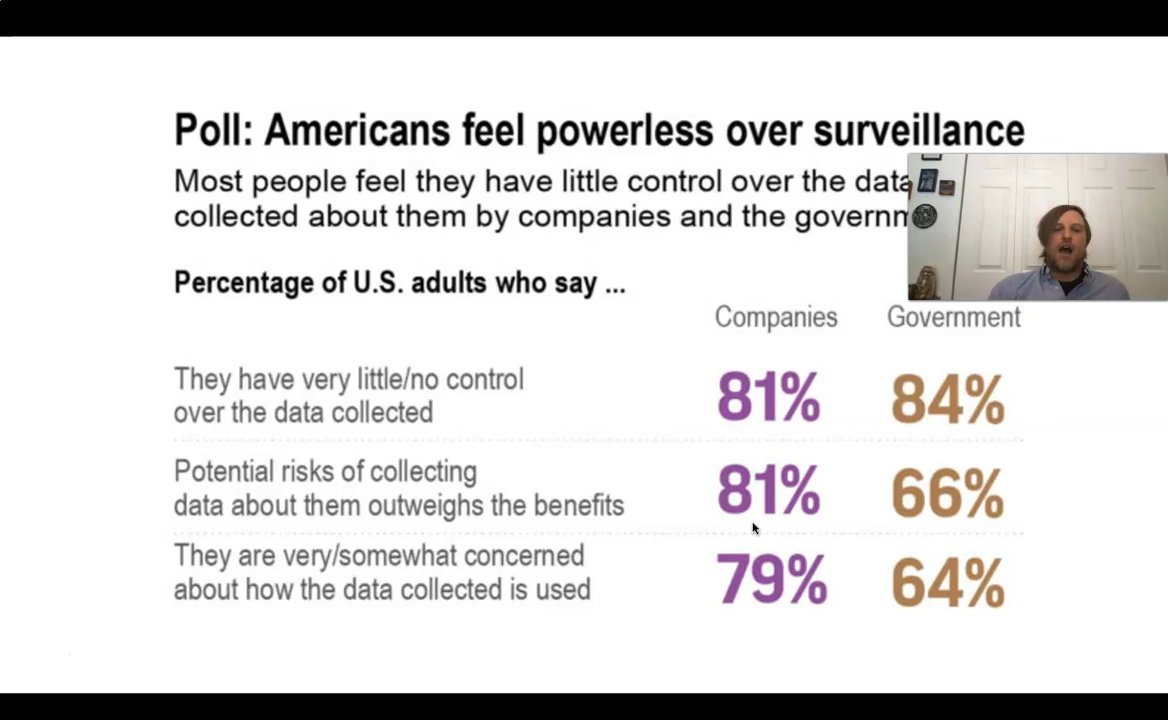 Poll: Americans feel powerless over surveillance
Most people feel they have little control over the data
collected about them by companies and the
Percentage of U.S. adults who say ...
Companies Government
They have very little/no control
over the data collected
81% 84%
Potential risks of collecting
data about them outweighs the benefits
81% 66%
They are very/somewhat concerned
about how the data collected is used
79% 64%